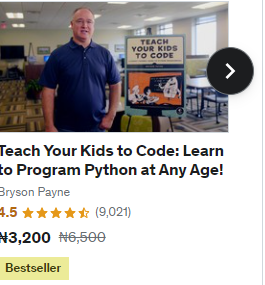 TEACH
YOUR KIDS
TO CODE
Teach Your Kids to Code: Learn
to Program Python at Any Age!
Bryson Payne
4.5 (9,021)
₦3,200 ₦6,500
Bestseller